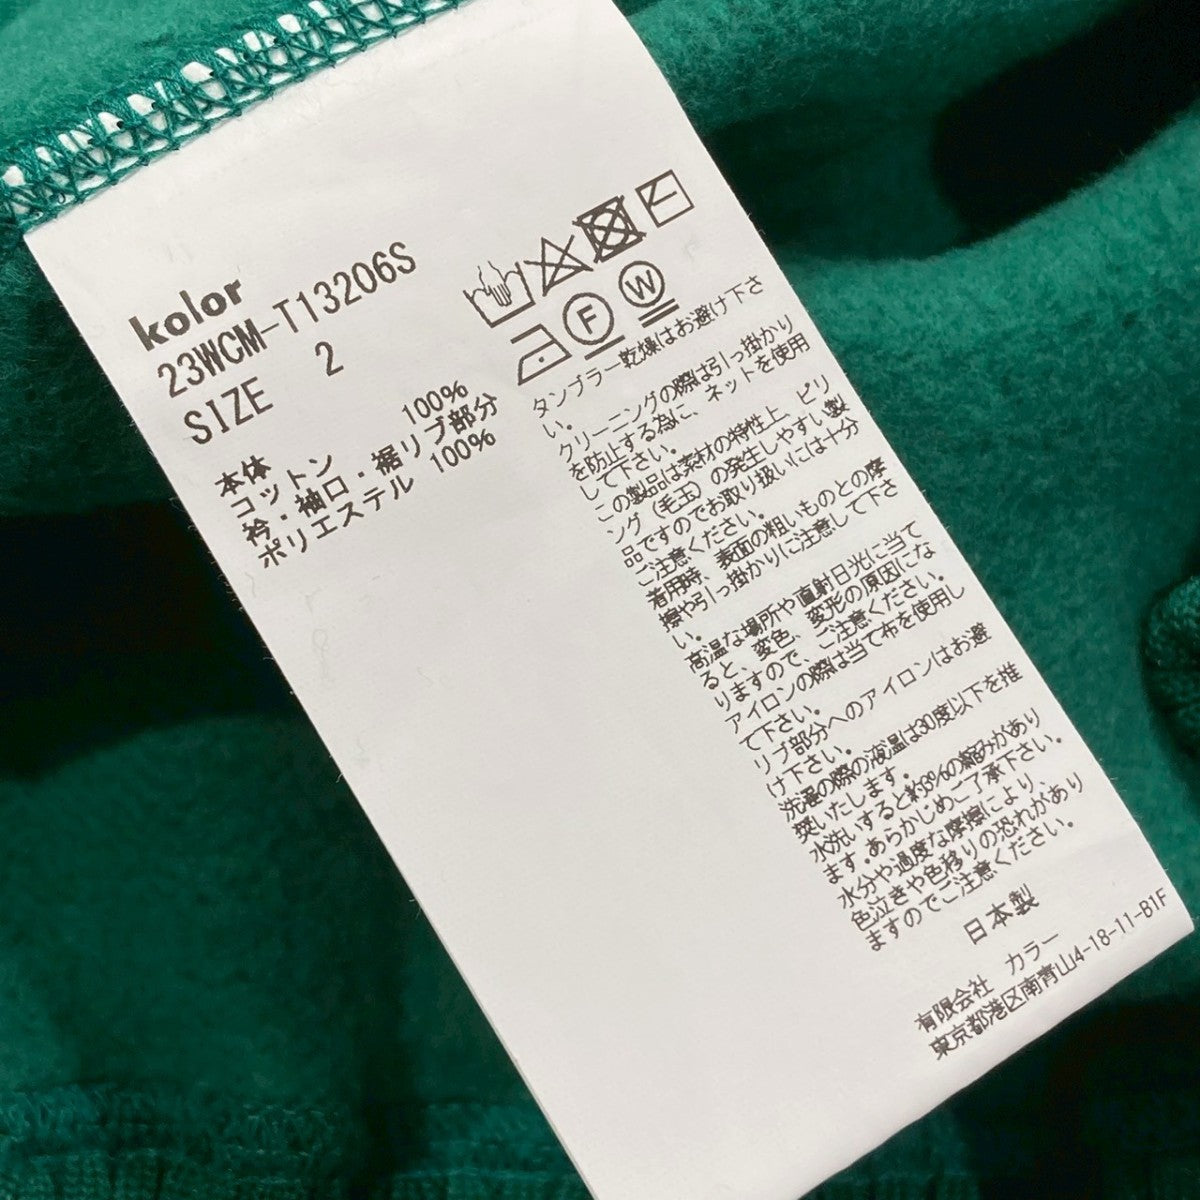 kolor
23WCM-T13206S
SIZE 2
本体
コットン 100%
衿・袖口・裾リブ部分
ポリエステル 100%
F
W
タンブラー乾燥はお避け下さ
い。
クリーニングの際は引っ掛かり
を防止する為に、ネットを使用
して下さい。
この製品は素材の特性上、ピリ
ング(毛玉)の発生しやすい製
品ですのでお取り扱いには十分
ご注意ください。
着用時、表面の粗いものとの摩
擦や引っ掛かりに注意して下さ
い。
高温な場所や直射日光に当て
ると、変色、変形の原因にな
りますので、ご注意ください。
アイロンの際は当て布を使用し
て下さい。
リブ部分へのアイロンはお避
け下さい。
洗濯の際の液温は30度以下を推
奨いたします。
水洗いすると約3%の縮みがあり
ます。あらかじめご了承下さい。
水分や過度な摩擦により、
色泣きや色移りの恐れがあり
ますのでご注意ください。
日本製
有限会社 カラー
東京都港区南青山4-18-11-B1F